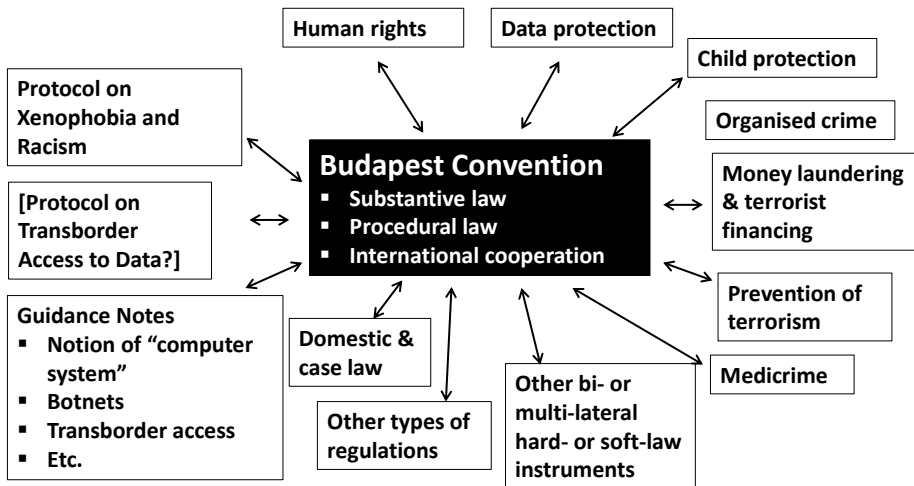 Human rights
Data protection
Child protection
Protocol on
Xenophobia and
Racism
Organised crime
Budapest Convention
▪ Substantive law
▪ Procedural law
▪ International cooperation
Money laundering
& terrorist
financing
[Protocol on
Transborder
Access to Data?]
Prevention of
terrorism
Guidance Notes
▪ Notion of “computer
system”
▪ Botnets
▪ Transborder access
▪ Etc.
Domestic &
case law
Other types of
regulations
Other bi- or
multi-lateral
hard- or soft-law
instruments
Medicrime